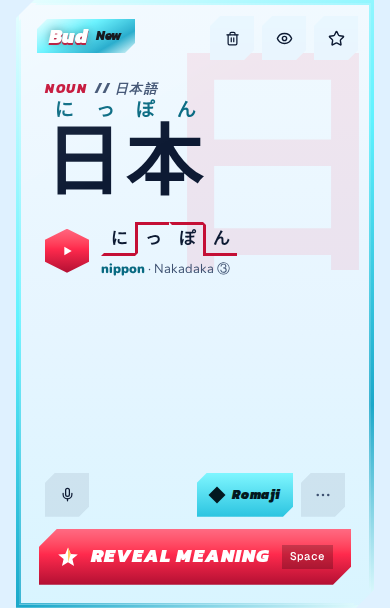 Bud New
NOUN // 日本語
にっぽん
日本
にっぽん
nippon · Nakadaka ③
Romaji
REVEAL MEANING Space
日